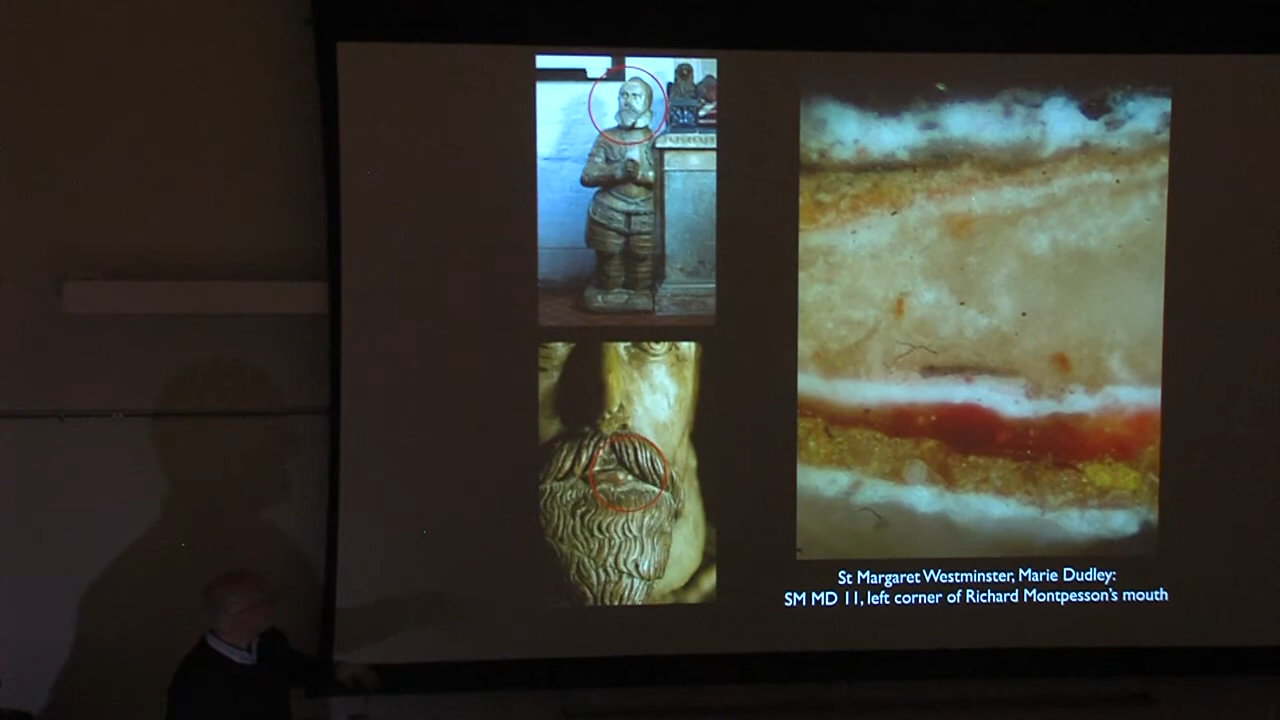 St Margaret Westminster, Marie Dudley:
SM MD 11, left corner of Richard Montpesson's mouth